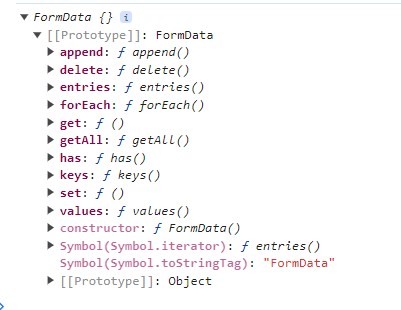 FormData {} i
[[Prototype]]: FormData
append: ƒ append()
delete: ƒ delete()
entries: ƒ entries()
forEach: ƒ forEach()
get: ƒ ()
getAll: ƒ getAll()
has: ƒ has()
keys: ƒ keys()
set: ƒ ()
values: ƒ values()
constructor: ƒ FormData()
Symbol(Symbol.iterator): ƒ entries()
Symbol(Symbol.toStringTag): "FormData"
[[Prototype]]: Object